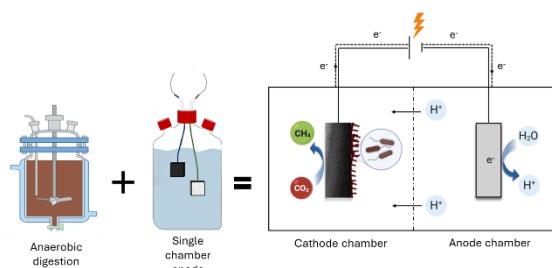 e⁻
e⁻
e⁻
e⁻
H⁺
CH₄
H₂O
e⁻
CO₂
H⁺
H⁺
Anaerobic
digestion
+
Single
chamber
=
Cathode chamber
Anode chamber